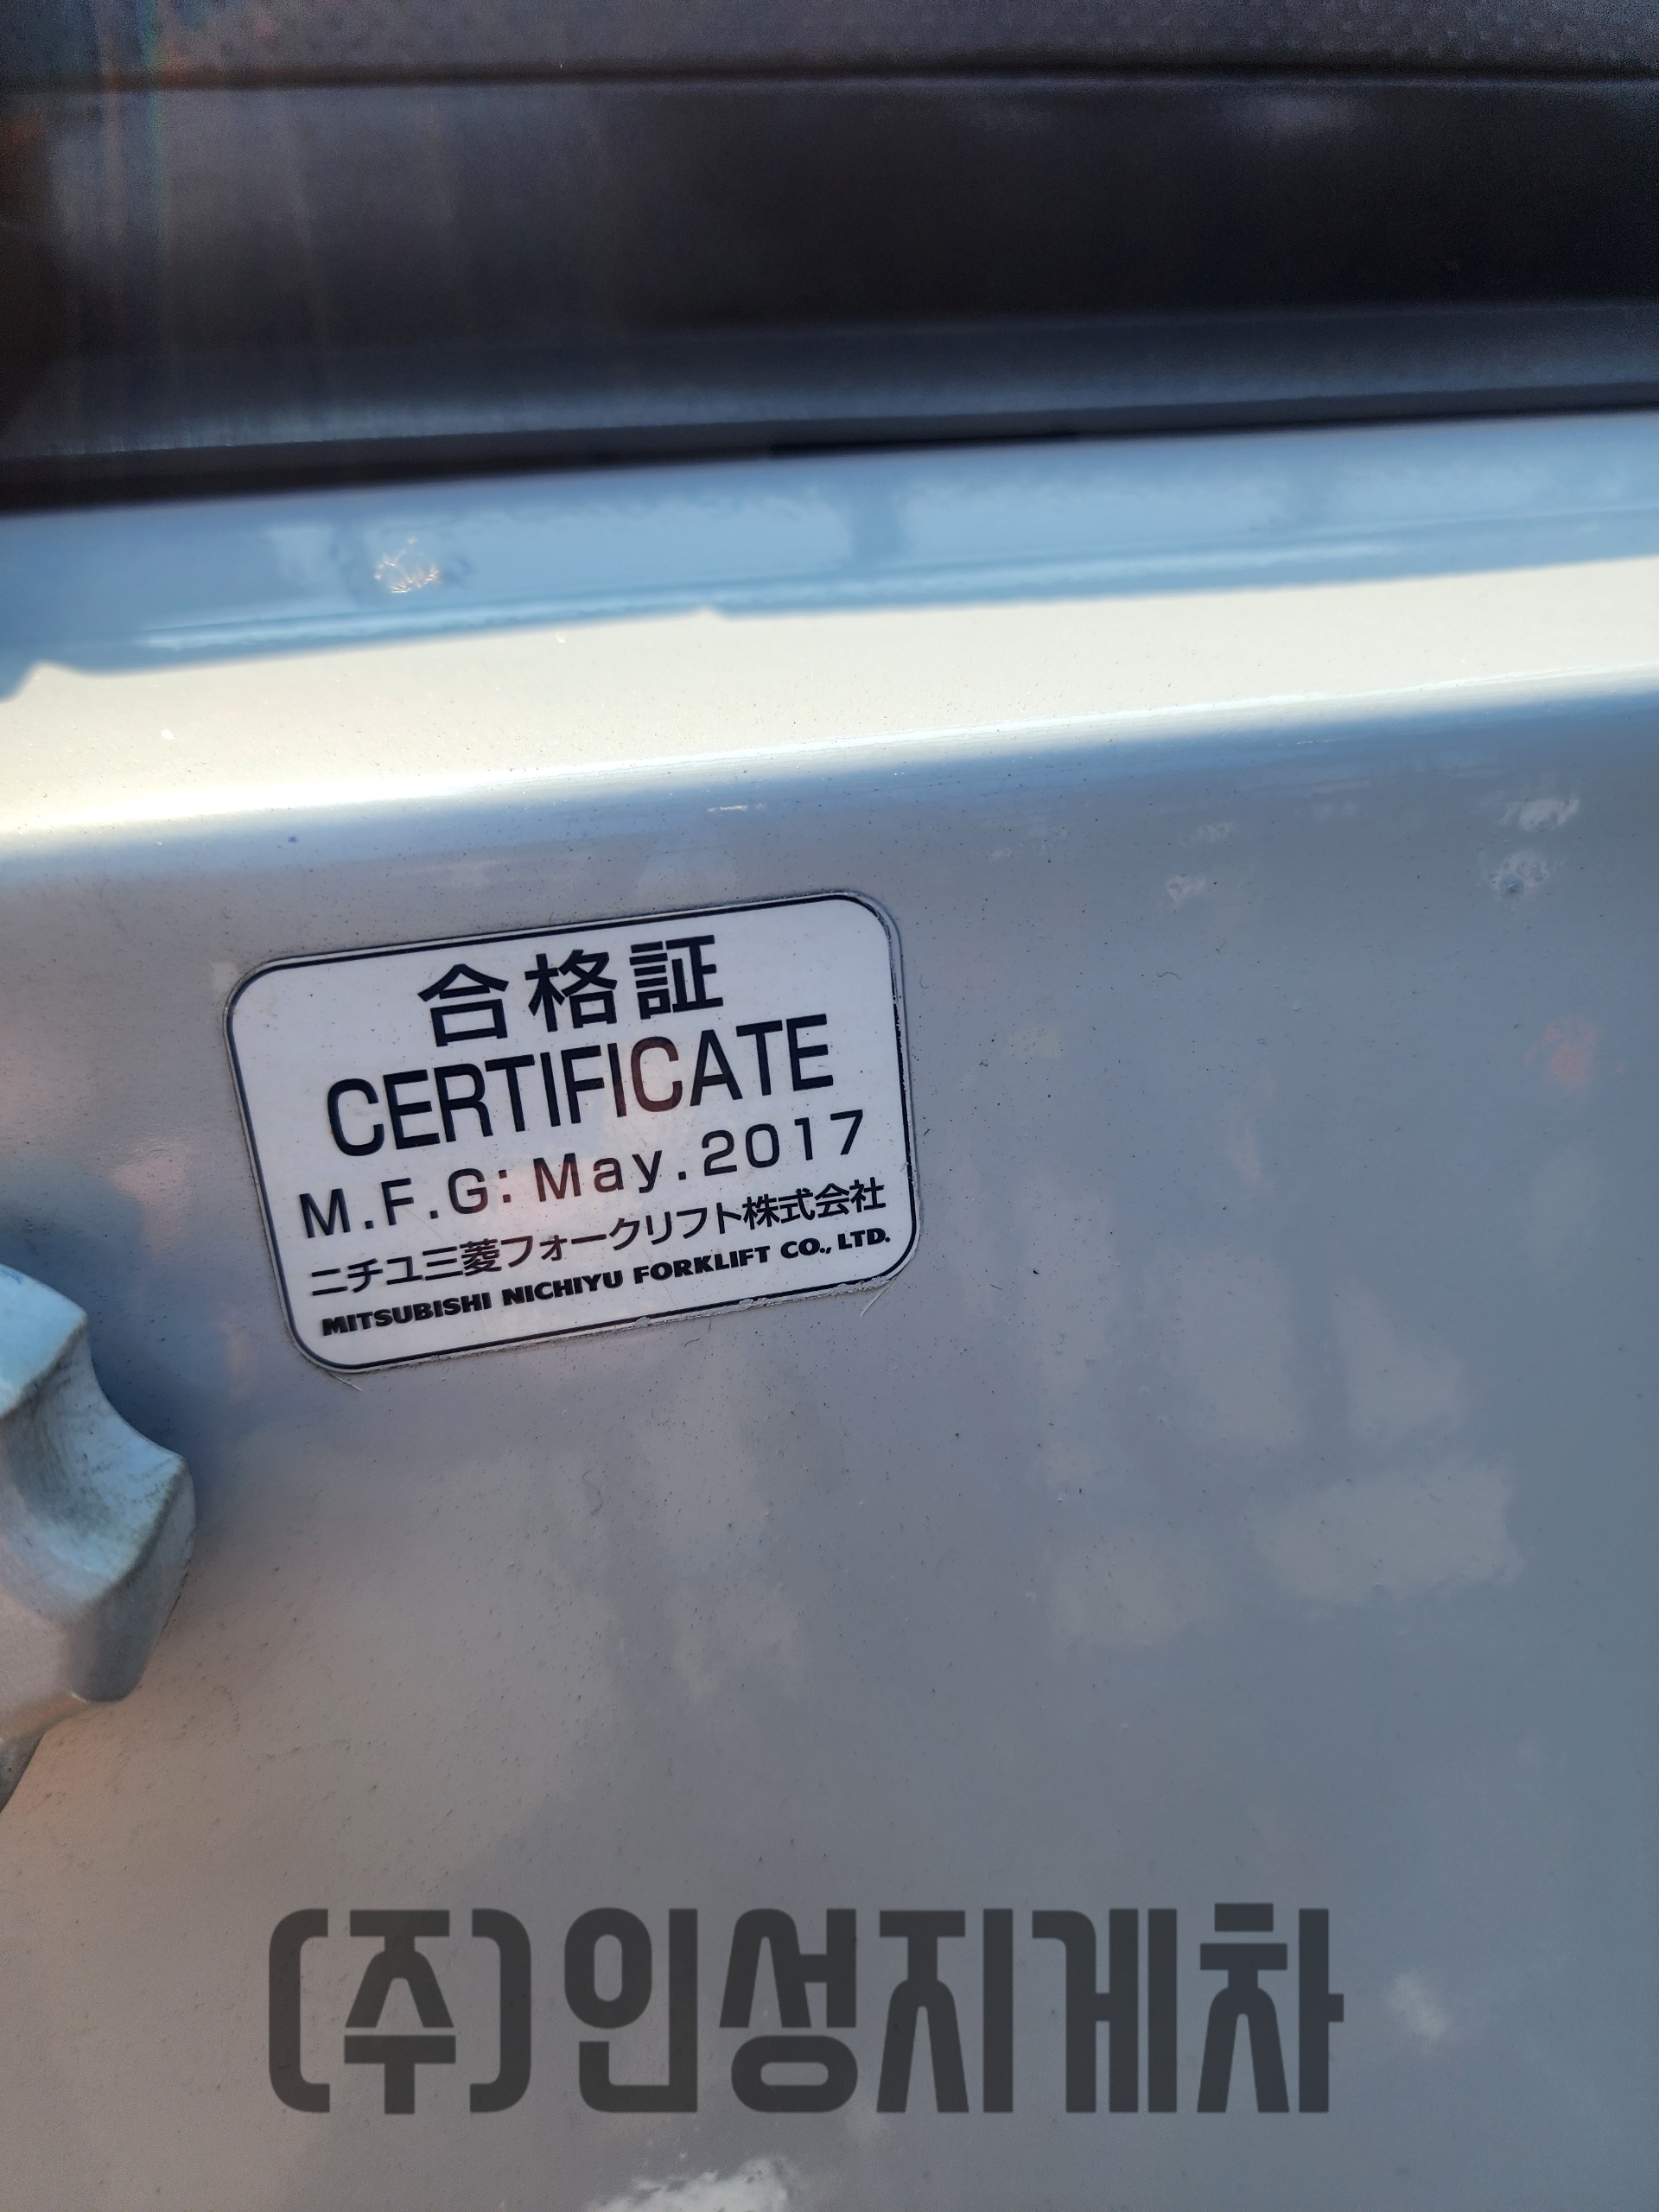 合格証
CERTIFICATE
M.F.G: May.2017
ニチユ三菱フォークリフト株式会社
MITSUBISHI NICHIYU FORKLIFT CO., LTD.
(주)인성지게차